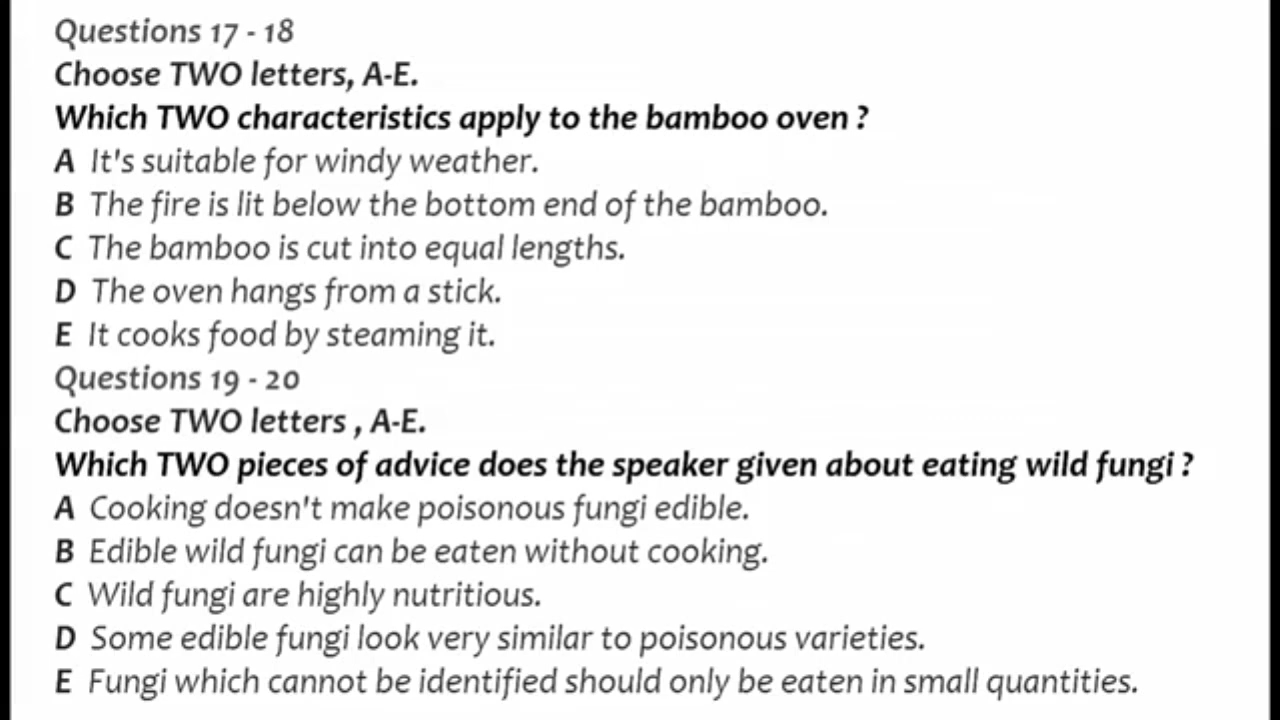 Questions 17 - 18
Choose TWO letters, A-E.
Which TWO characteristics apply to the bamboo oven ?
A It's suitable for windy weather.
B The fire is lit below the bottom end of the bamboo.
C The bamboo is cut into equal lengths.
D The oven hangs from a stick.
E It cooks food by steaming it.
Questions 19 - 20
Choose TWO letters , A-E.
Which TWO pieces of advice does the speaker given about eating wild fungi ?
A Cooking doesn't make poisonous fungi edible.
B Edible wild fungi can be eaten without cooking.
C Wild fungi are highly nutritious.
D Some edible fungi look very similar to poisonous varieties.
E Fungi which cannot be identified should only be eaten in small quantities.